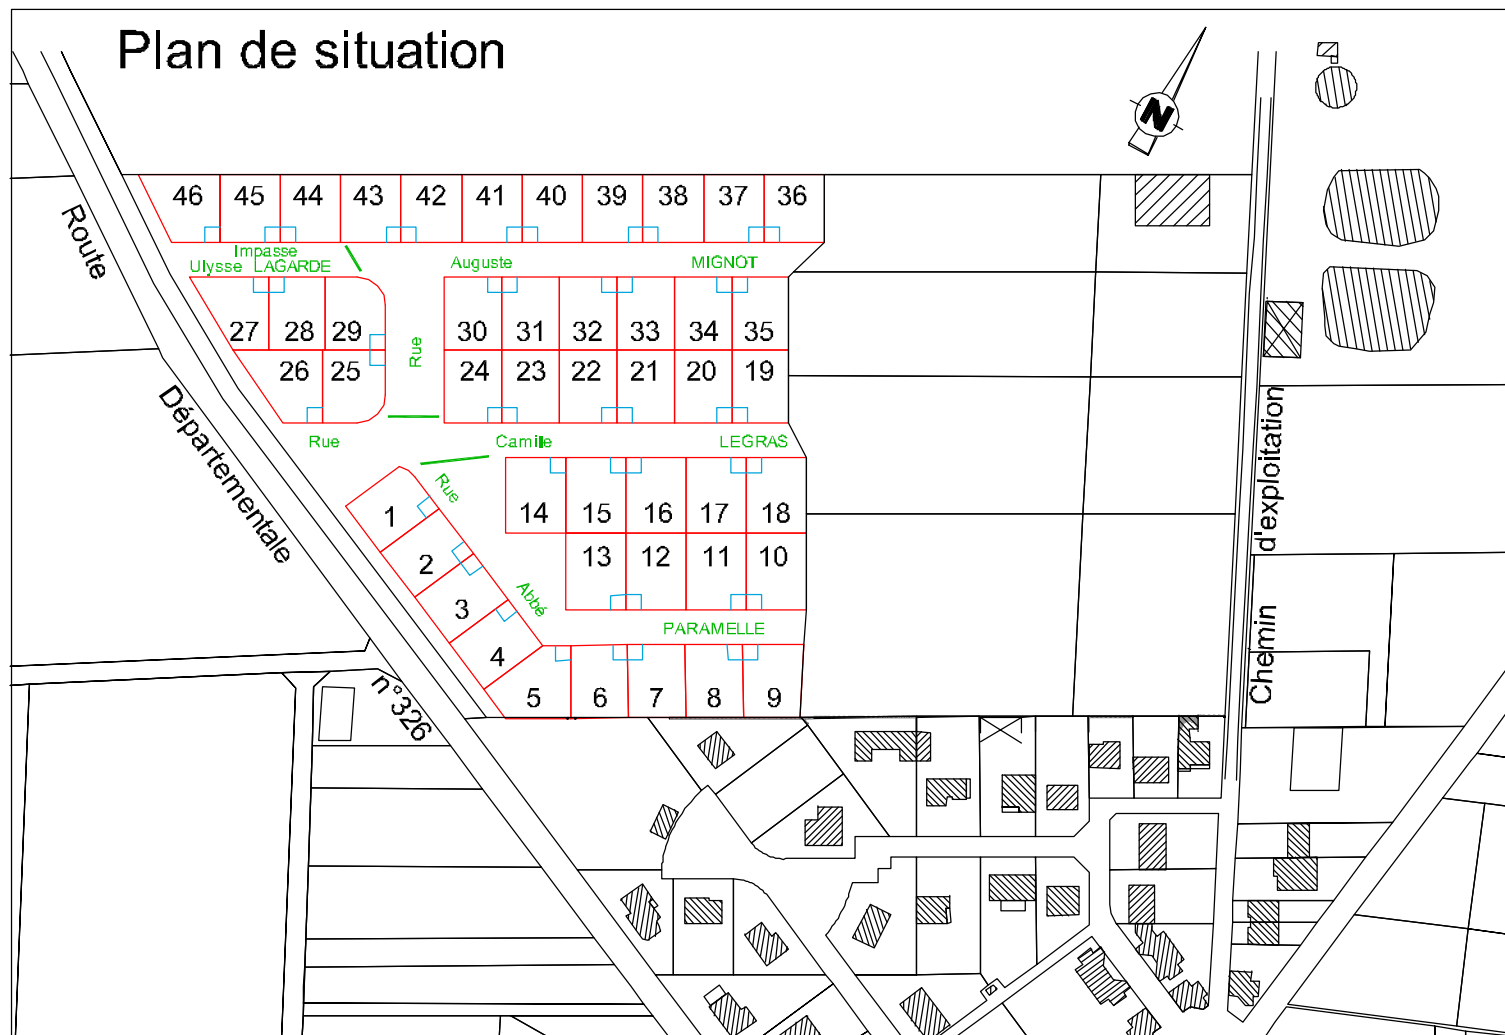 Plan de situation
N
46 45 44 43 42 41 40 39 38 37 36
Impasse
Ulysse LAGARDE
Auguste
MIGNOT
Route
27 28 29 30 31 32 33 34 35
Rue
26 25 24 23 22 21 20 19
Départementale
Rue
Camille
LEGRAS
d'exploitation
Rue
1 14 15 16 17 18
2 13 12 11 10
3
Abbé
PARAMELLE
4
Chemin
5 6 7 8 9
n°326